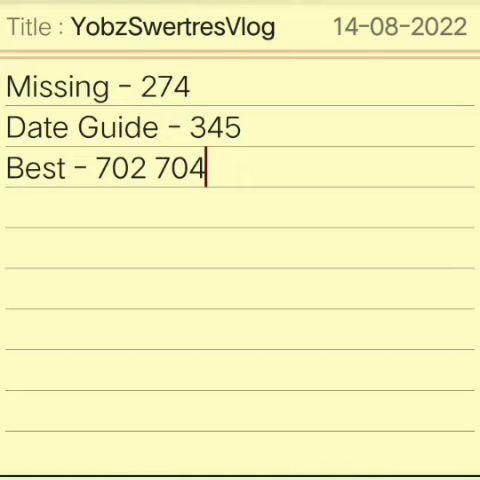 Title : YobzSwertresVlog 14-08-2022
Missing - 274
Date Guide - 345
Best - 702 704